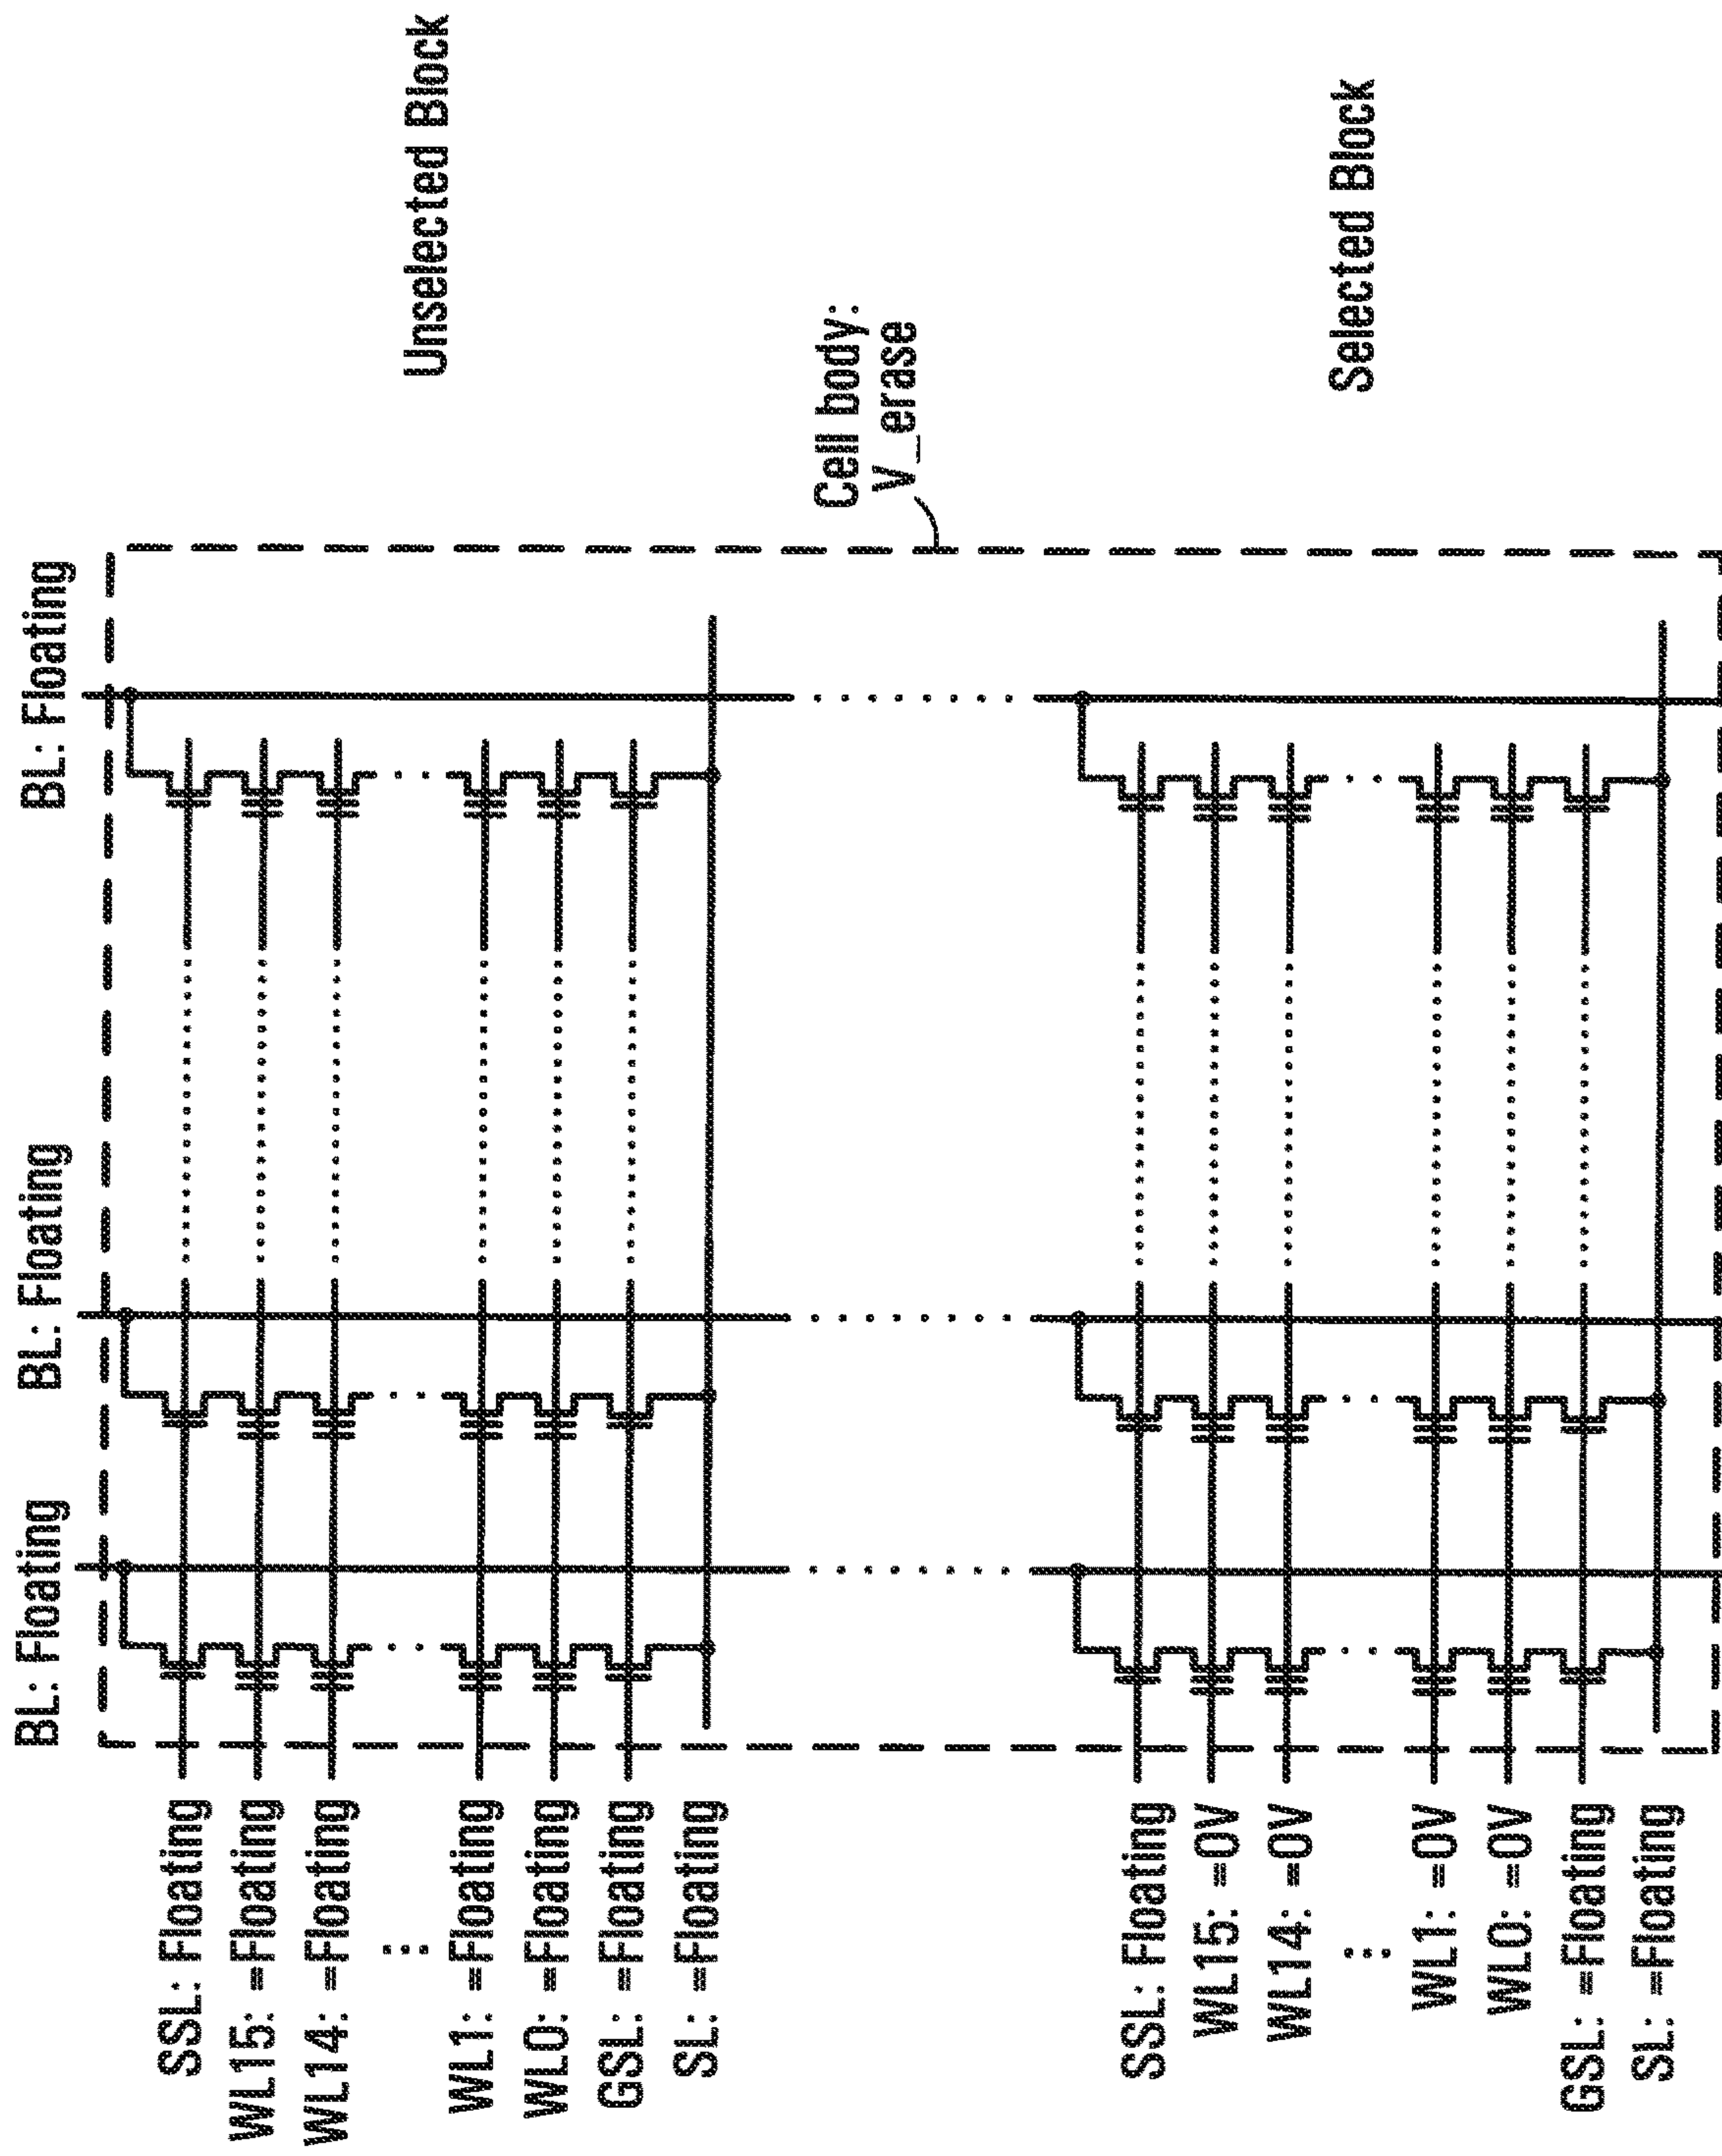 BL: Floating
BL: Floating
BL: Floating
SSL: Floating
WL15: =Floating
WL14: =Floating
WL1: =Floating
WL0: =Floating
GSL: =Floating
SL: =Floating
Unselected Block
Cell body:
V_erase
SSL: Floating
WL15: =0V
WL14: =0V
WL1: =0V
WL0: =0V
GSL: =Floating
SL: =Floating
Selected Block